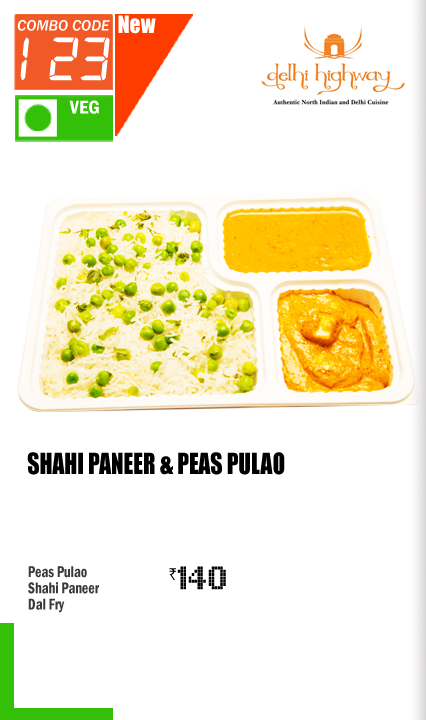 COMBO CODE
123
New
VEG
delhi highway
Authentic North Indian and Delhi Cuisine
SHAHI PANEER & PEAS PULAO
Peas Pulao
Shahi Paneer
Dal Fry
₹140